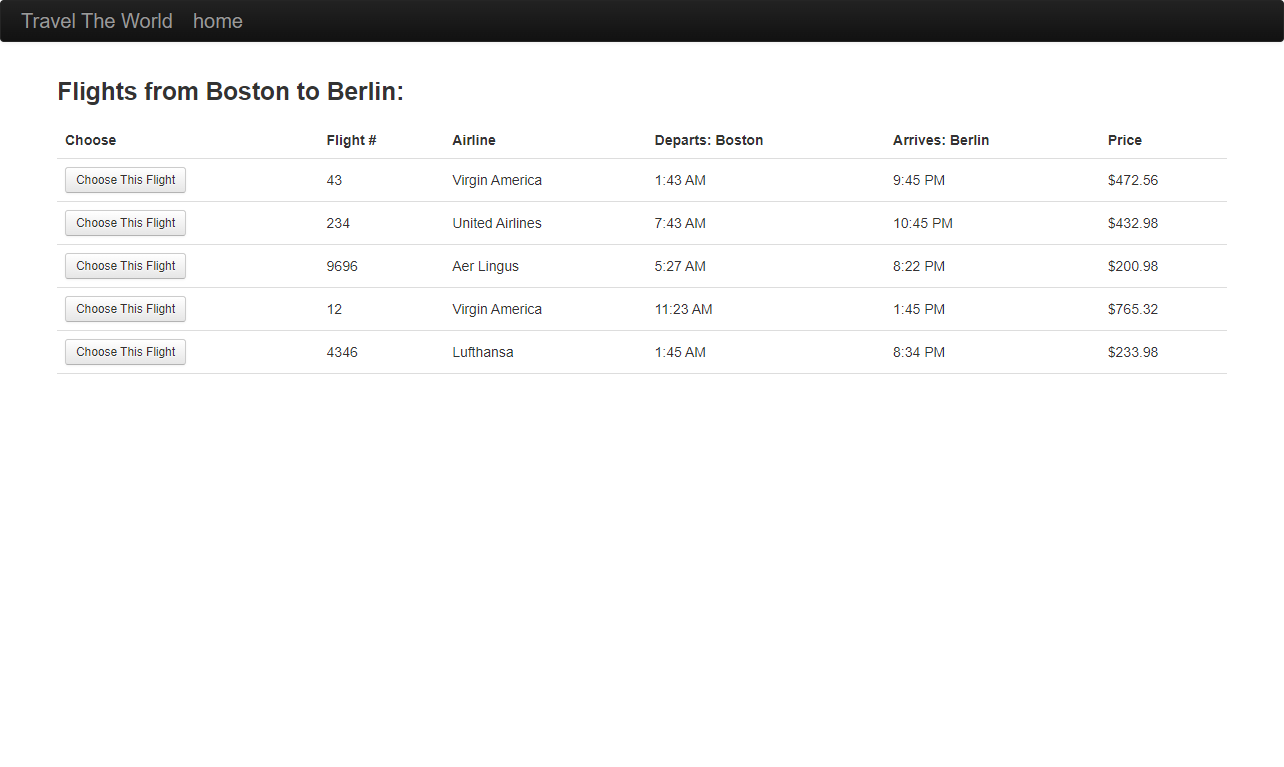 Travel The World home
Flights from Boston to Berlin:
Choose Flight # Airline Departs: Boston Arrives: Berlin Price
Choose This Flight 43 Virgin America 1:43 AM 9:45 PM $472.56
Choose This Flight 234 United Airlines 7:43 AM 10:45 PM $432.98
Choose This Flight 9696 Aer Lingus 5:27 AM 8:22 PM $200.98
Choose This Flight 12 Virgin America 11:23 AM 1:45 PM $765.32
Choose This Flight 4346 Lufthansa 1:45 AM 8:34 PM $233.98